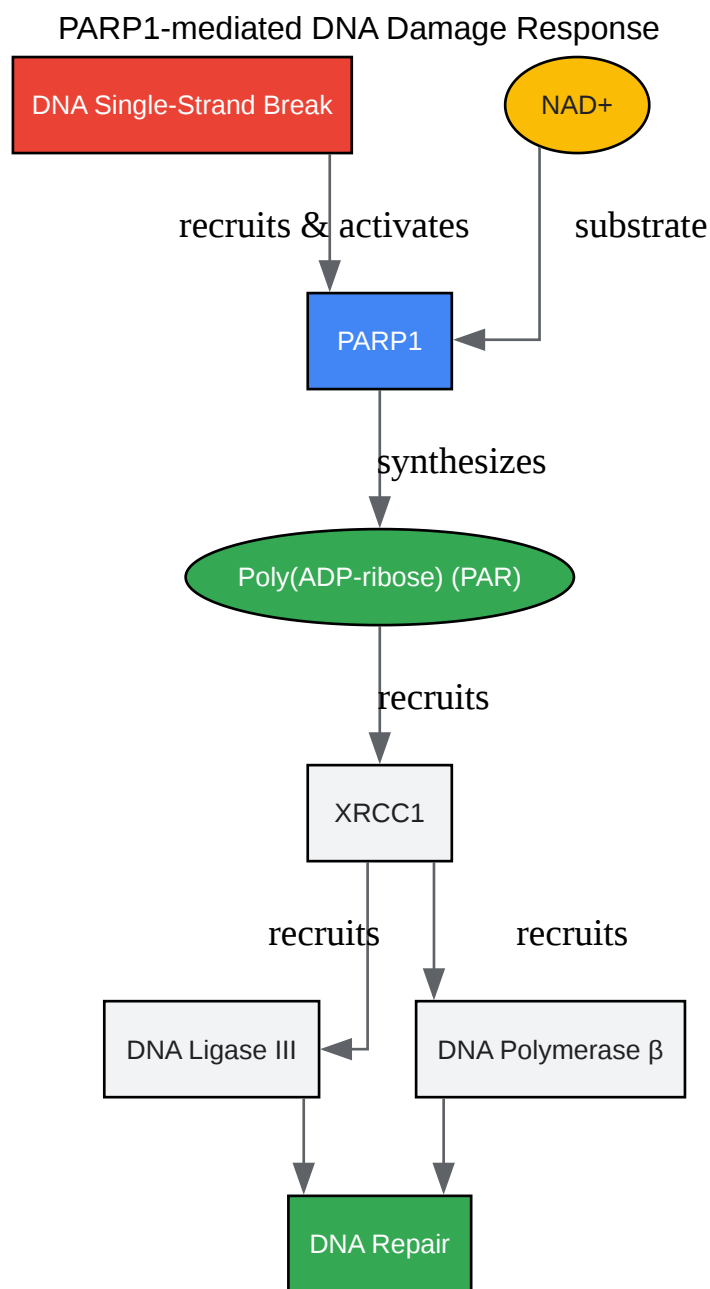 PARP1-mediated DNA Damage Response
DNA Single-Strand Break
NAD+
recruits & activates
substrate
PARP1
synthesizes
Poly(ADP-ribose) (PAR)
recruits
XRCC1
recruits
recruits
DNA Ligase III
DNA Polymerase β
DNA Repair